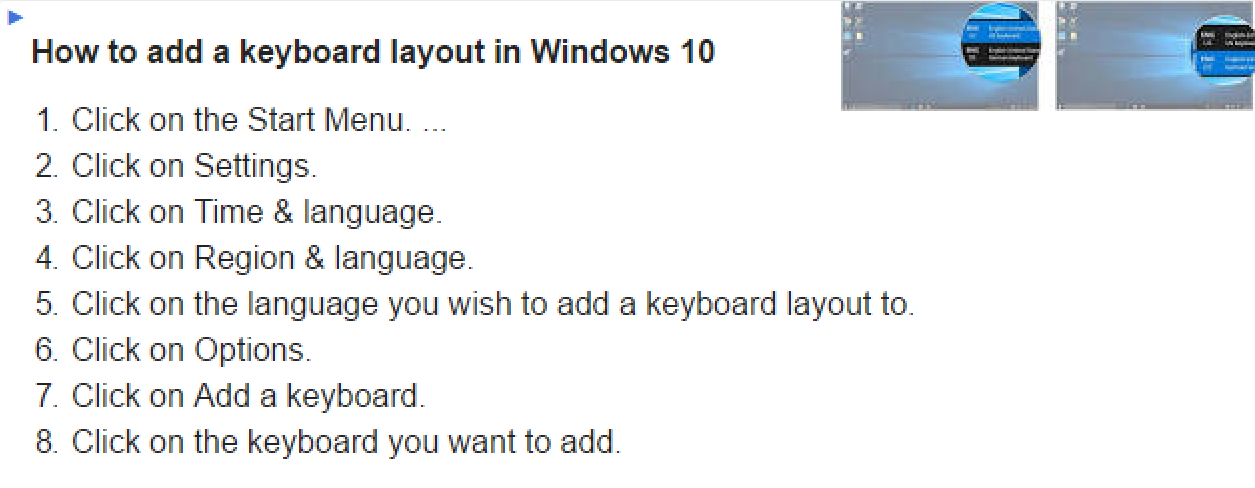 How to add a keyboard layout in Windows 10
1. Click on the Start Menu. ...
2. Click on Settings.
3. Click on Time & language.
4. Click on Region & language.
5. Click on the language you wish to add a keyboard layout to.
6. Click on Options.
7. Click on Add a keyboard.
8. Click on the keyboard you want to add.